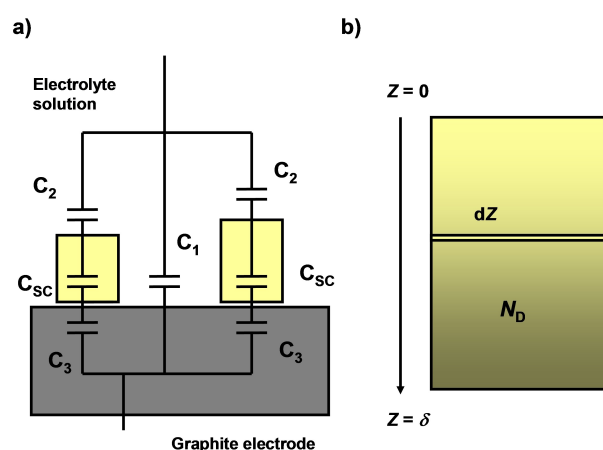 a)
b)
Electrolyte
solution
Z = 0
C2
C2
dZ
C1
CSC
CSC
ND
C3
C3
Z = δ
Graphite electrode